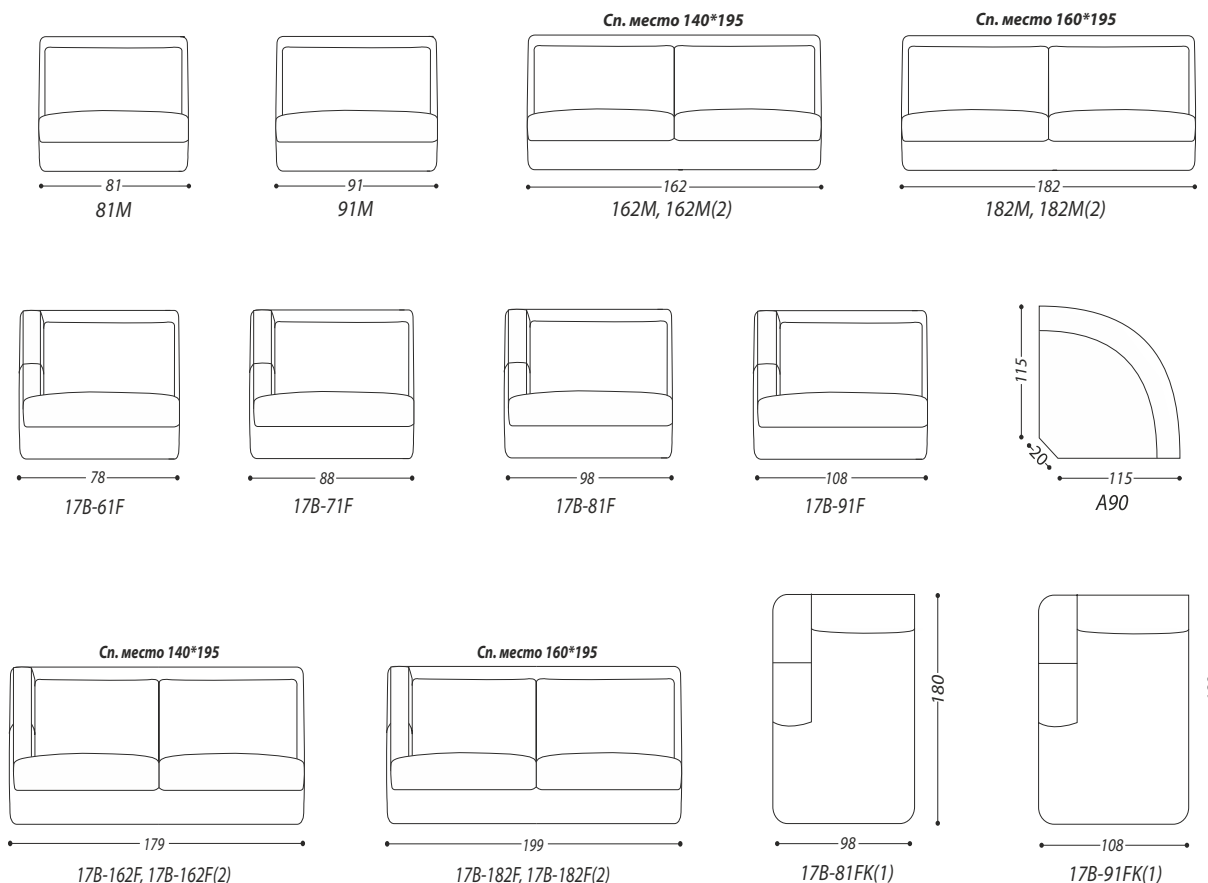 Сп. место 140*195
Сп. место 160*195
81
91
162
182
81M
91M
162M, 162M(2)
182M, 182M(2)
115
20
78
88
98
108
115
17B-61F
17B-71F
17B-81F
17B-91F
A90
Сп. место 140*195
Сп. место 160*195
180
179
199
98
108
17B-162F, 17B-162F(2)
17B-182F, 17B-182F(2)
17B-81FK(1)
17B-91FK(1)